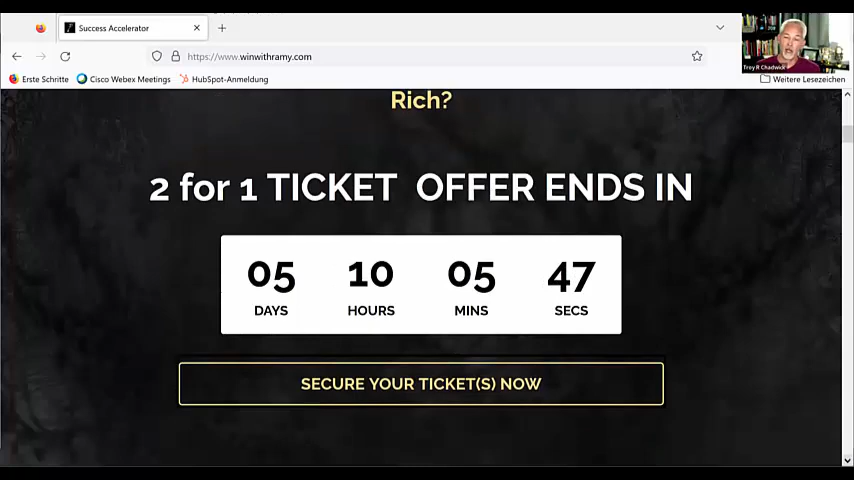 Success Accelerator
https://www.winwithramy.com
Troy R Chadwick
Erste Schritte
Cisco Webex Meetings
HubSpot-Anmeldung
Weitere Lesezeichen
Rich?
2 for 1 TICKET OFFER ENDS IN
05 10 05 47
DAYS HOURS MINS SECS
SECURE YOUR TICKET(S) NOW